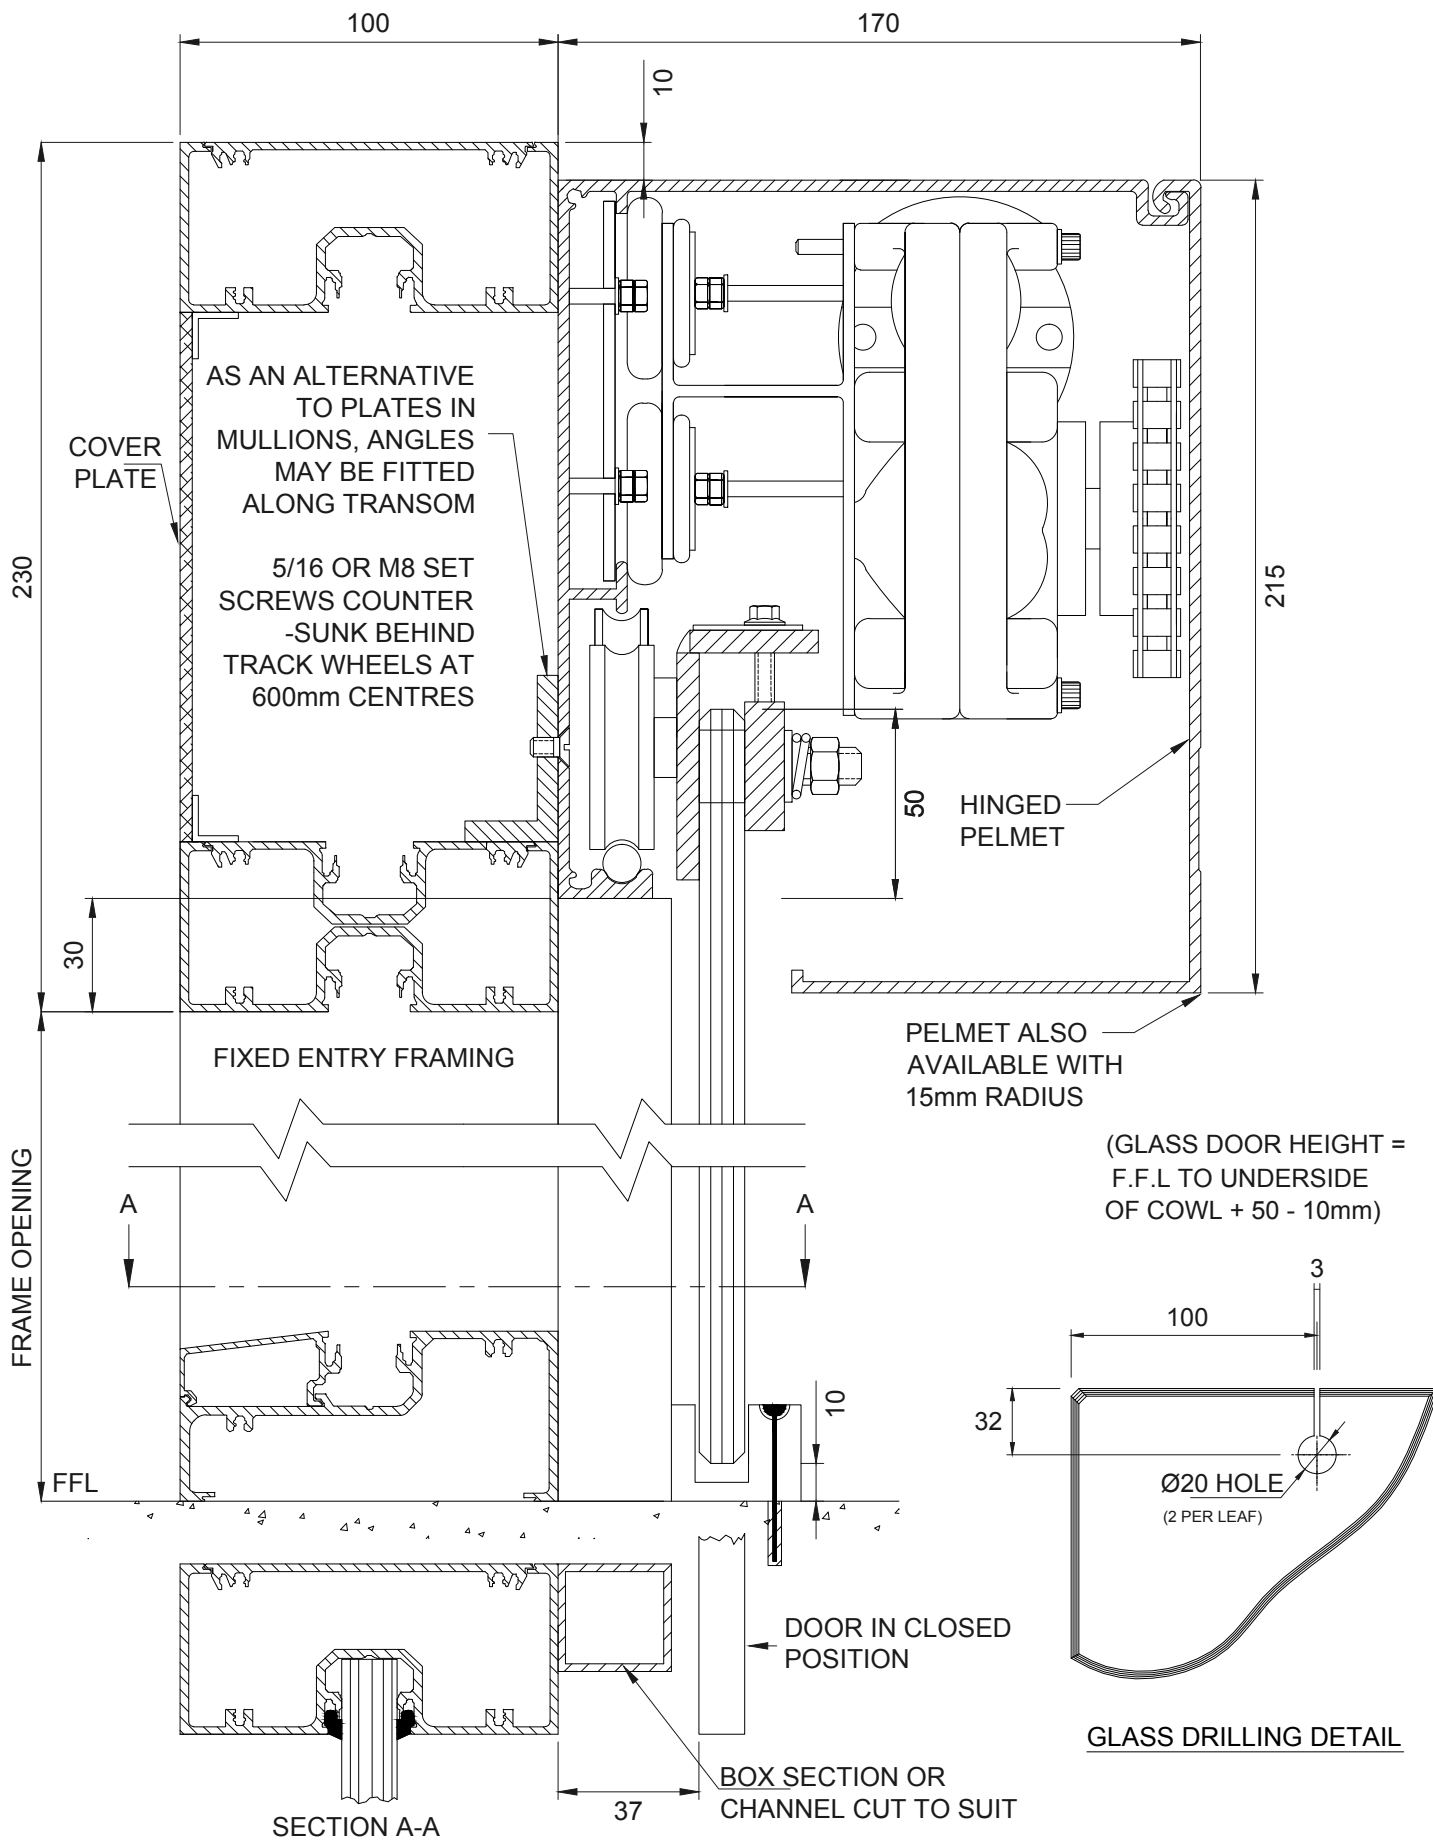 100
170
10
AS AN ALTERNATIVE
TO PLATES IN
MULLIONS, ANGLES
MAY BE FITTED
ALONG TRANSOM
COVER
PLATE
5/16 OR M8 SET
SCREWS COUNTER
-SUNK BEHIND
TRACK WHEELS AT
600mm CENTRES
230
215
50
HINGED
PELMET
30
FIXED ENTRY FRAMING
PELMET ALSO
AVAILABLE WITH
15mm RADIUS
(GLASS DOOR HEIGHT =
F.F.L TO UNDERSIDE
OF COWL + 50 - 10mm)
FRAME OPENING
A
A
3
100
32
10
Ø20 HOLE
(2 PER LEAF)
FFL
DOOR IN CLOSED
POSITION
GLASS DRILLING DETAIL
BOX SECTION OR
CHANNEL CUT TO SUIT
37
SECTION A-A